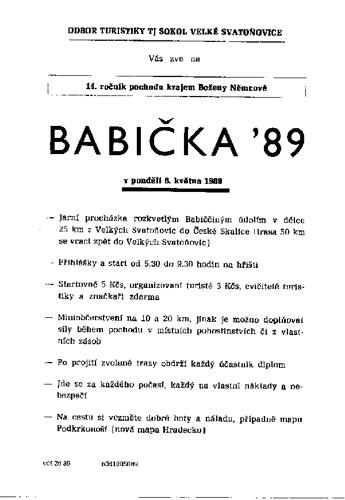 ODBOR TURISTIKY TJ SOKOL VELKÉ SVATOŇOVICE
Vás zve na
14. ročník pochodu krajem Boženy Němcové
BABIČKA '89
v pondělí 8. května 1989
— Jarní procházka rozkvetlým Babiččiným údolím v délce
25 km z Velkých Svatoňovic do České Skalice (trasa 50 km
se vrací zpět do Velkých Svatoňovic)
— Přihlášky a start od 5.30 do 9.30 hodin na hřišti
— Startovné 5 Kčs, organizovaní turisté 3 Kčs, cvičitelé turis-
tiky a značkaři zdarma
— Miniobčerstvení na 10 a 20 km, jinak je možno doplňovat
síly během pochodu v místních pohostinstvích či z vlast-
ních zásob
— Po projití zvolené trasy obdrží každý účastník diplom
— Jde se za každého počasí, každý na vlastní náklady a ne-
bezpečí
— Na cestu si vezměte dobré boty a náladu, případně mapu
Podkrkonoší (nová mapa Hradecko)